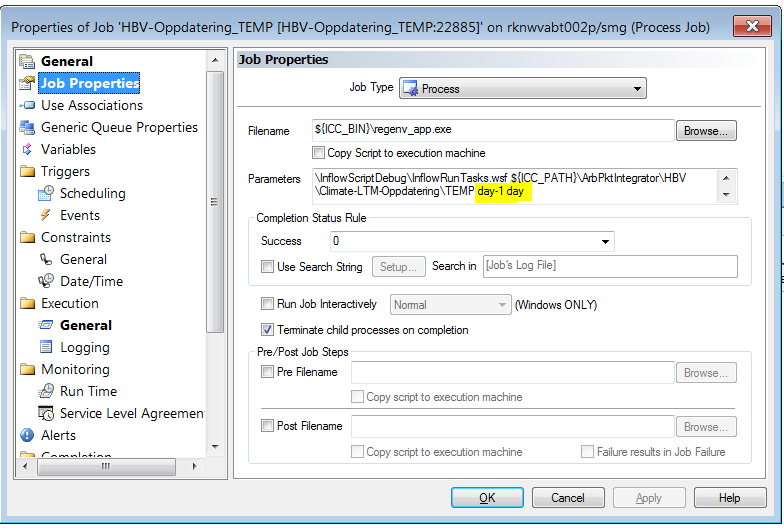 Properties of Job 'HBV-Oppdatering_TEMP [HBV-Oppdatering_TEMP:22885]' on rknwvabt002p/smg (Process Job)
General
Job Properties
Use Associations
Generic Queue Properties
Variables
Triggers
Scheduling
Events
Constraints
General
Date/Time
Execution
General
Logging
Monitoring
Run Time
Service Level Agreemen
Alerts
Completion
Job Properties
Job Type Process
Filename ${ICC_BIN}\regenv_app.exe Browse...
Copy Script to execution machine
Parameters \InflowScriptDebug\InflowRunTasks.wsf ${ICC_PATH}\ArbPktIntegrator\HBV
\Climate-LTM-Oppdatering\TEMP day-1 day
Completion Status Rule
Success 0
Use Search String Setup... Search in [Job's Log File]
Run Job Interactively Normal (Windows ONLY)
Terminate child processes on completion
Pre/Post Job Steps
Pre Filename Browse...
Copy script to execution machine
Post Filename Browse...
Copy script to execution machine Failure results in Job Failure
OK Cancel Apply Help